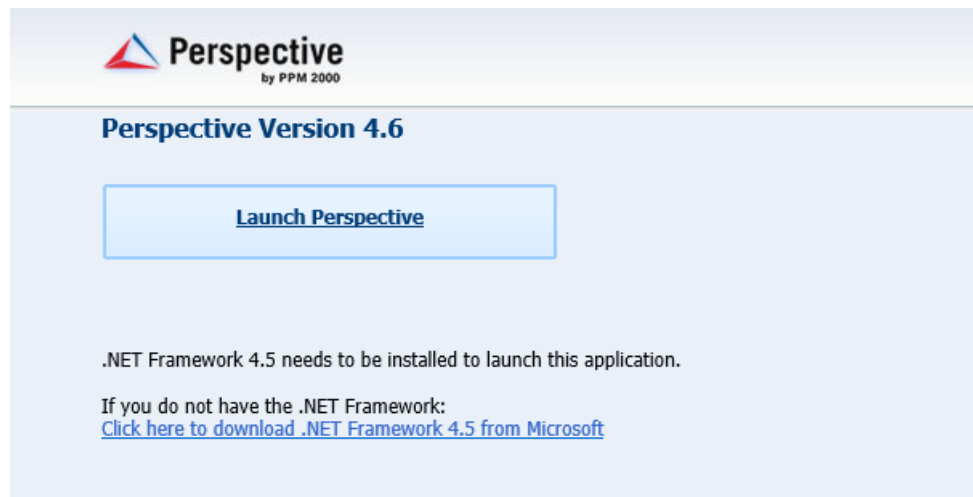 Perspective
by PPM 2000
Perspective Version 4.6
Launch Perspective
.NET Framework 4.5 needs to be installed to launch this application.
If you do not have the .NET Framework:
Click here to download .NET Framework 4.5 from Microsoft